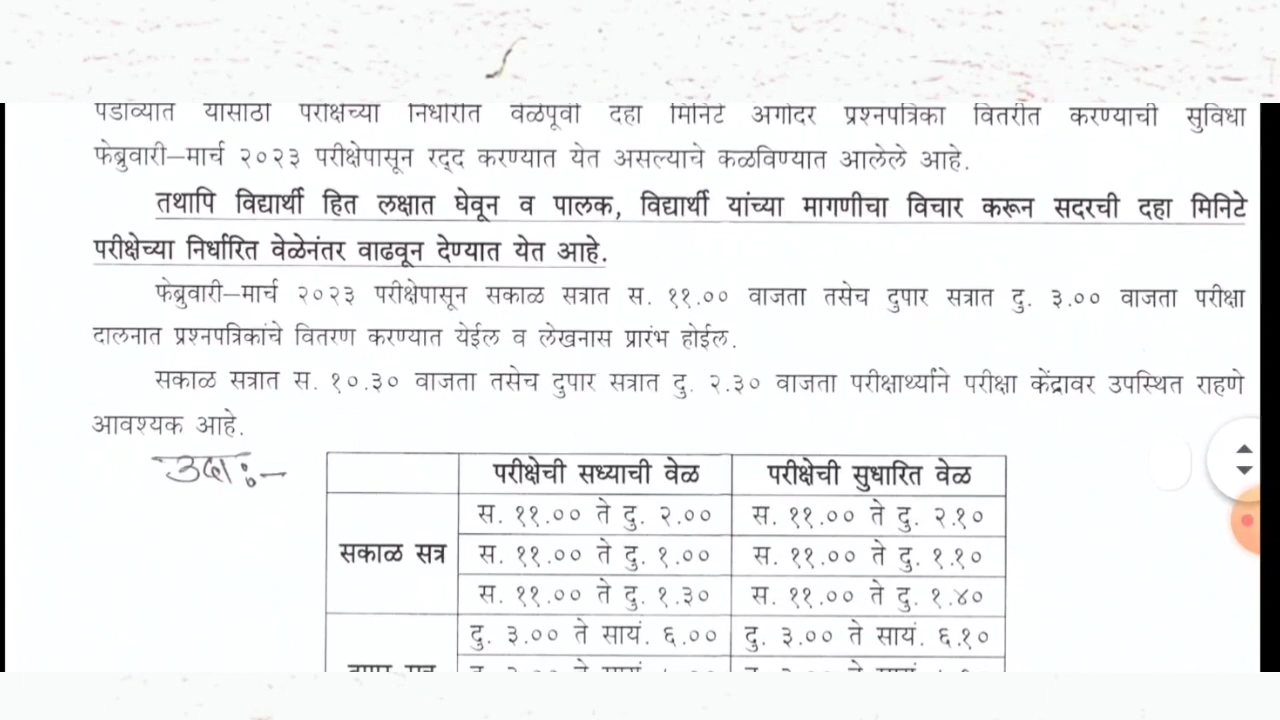 पडाव्यात यासाठी परीक्षेच्या निर्धारीत वेळेपूर्वी दहा मिनिटे अगोदर प्रश्नपत्रिका वितरीत करण्याची सुविधा
फेब्रुवारी–मार्च २०२३ परीक्षेपासून रद्द करण्यात येत असल्याचे कळविण्यात आलेले आहे.
तथापि विद्यार्थी हित लक्षात घेवून व पालक, विद्यार्थी यांच्या मागणीचा विचार करून सदरची दहा मिनिटे
परीक्षेच्या निर्धारित वेळेनंतर वाढवून देण्यात येत आहे.
फेब्रुवारी–मार्च २०२३ परीक्षेपासून सकाळ सत्रात स. ११.०० वाजता तसेच दुपार सत्रात दु. ३.०० वाजता परीक्षा
दालनात प्रश्नपत्रिकांचे वितरण करण्यात येईल व लेखनास प्रारंभ होईल.
सकाळ सत्रात स. १०.३० वाजता तसेच दुपार सत्रात दु. २.३० वाजता परीक्षार्थ्याने परीक्षा केंद्रावर उपस्थित राहणे
आवश्यक आहे.
उदाः-
परीक्षेची सध्याची वेळ परीक्षेची सुधारित वेळ
स. ११.०० ते दु. २.०० स. ११.०० ते दु. २.१०
सकाळ सत्र स. ११.०० ते दु. १.०० स. ११.०० ते दु. १.१०
स. ११.०० ते दु. १.३० स. ११.०० ते दु. १.४०
दु. ३.०० ते सायं. ६.०० दु. ३.०० ते सायं. ६.१०